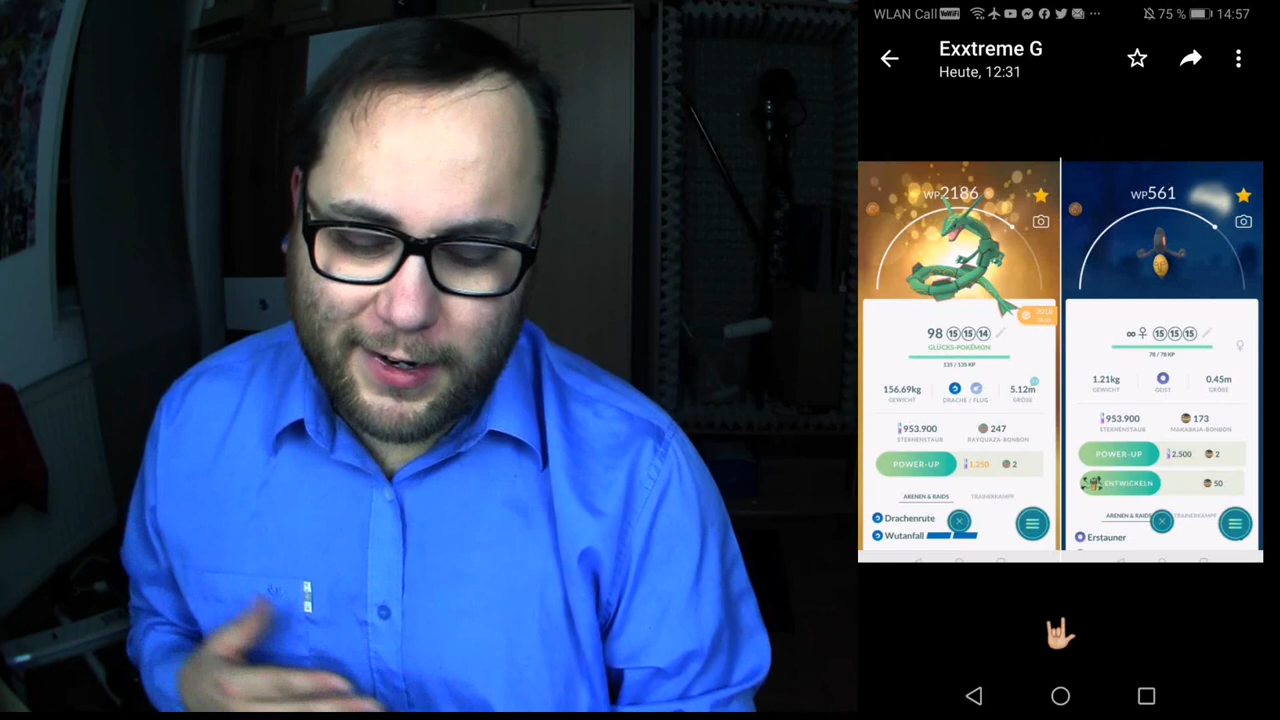 WLAN Call VoWiFi 75 % 14:57
Exxtreme G
Heute, 12:31
WP2186
98 15 15 14
GLÜCKS-POKÉMON
135 / 135 KP
156.69kg
GEWICHT
DRACHE / FLUG
5.12m
GRÖSSE
953.900
STERNENSTAUB
247
RAYQUAZA-BONBON
POWER-UP 1.250 2
ARENEN & RAIDS TRAINERKAMPF
Drachenrute
Wutanfall
WP561
∞ ♀ 15 15 15
78 / 78 KP
1.21kg
GEWICHT
GEIST
0.45m
GRÖSSE
953.900
STERNENSTAUB
173
MAKABAJA-BONBON
POWER-UP 2.500 2
ENTWICKELN 50
ARENEN & RAIDS TRAINERKAMPF
Erstauner